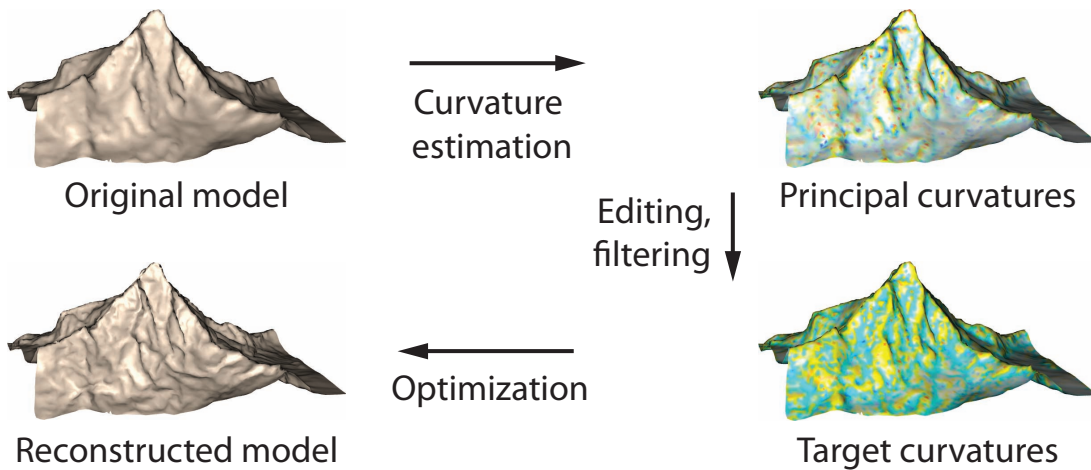 Curvature
estimation
Original model
Principal curvatures
Editing,
filtering
Optimization
Reconstructed model
Target curvatures